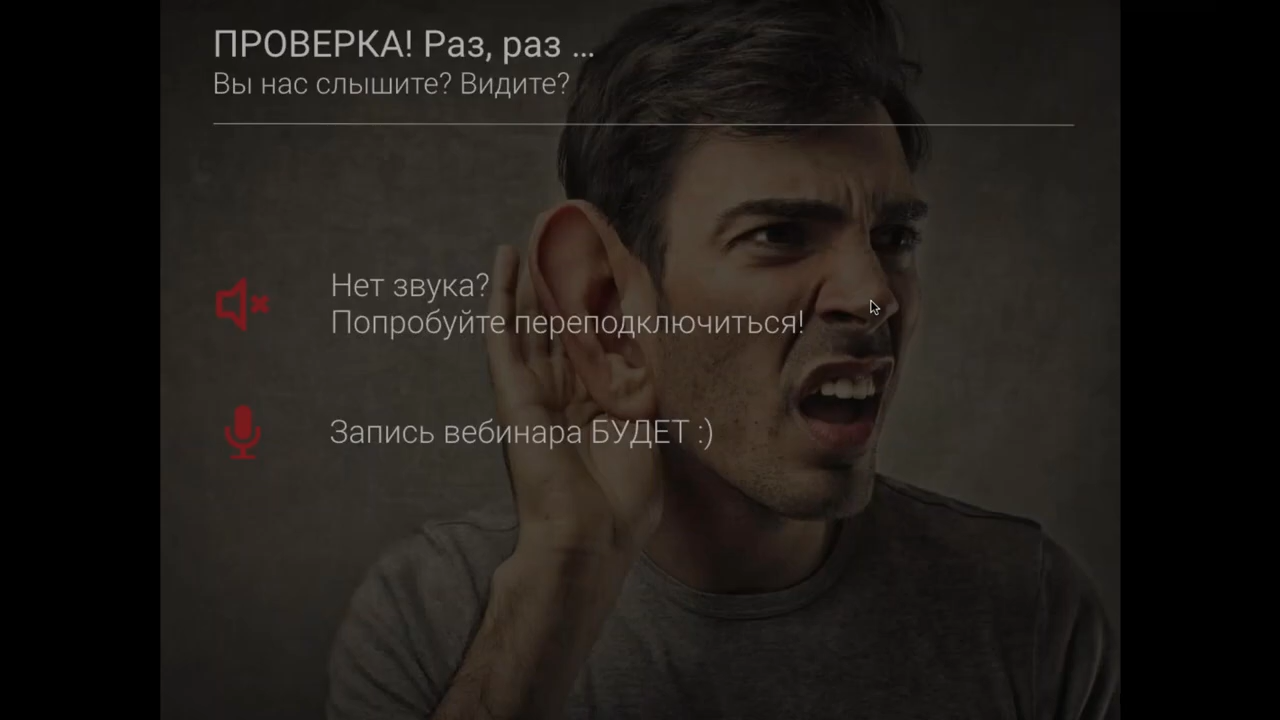 ПРОВЕРКА! Раз, раз ...
Вы нас слышите? Видите?
Нет звука?
Попробуйте переподключиться!
Запись вебинара БУДЕТ :)